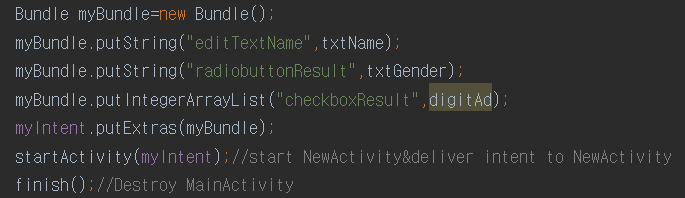 Bundle myBundle=new Bundle();
myBundle.putString("editTextName",txtName);
myBundle.putString("radiobuttonResult",txtGender);
myBundle.putIntegerArrayList("checkboxResult",digitAd);
myIntent.putExtras(myBundle);
startActivity(myIntent);//start NewActivity&deliver intent to NewActivity
finish();//Destroy MainActivity